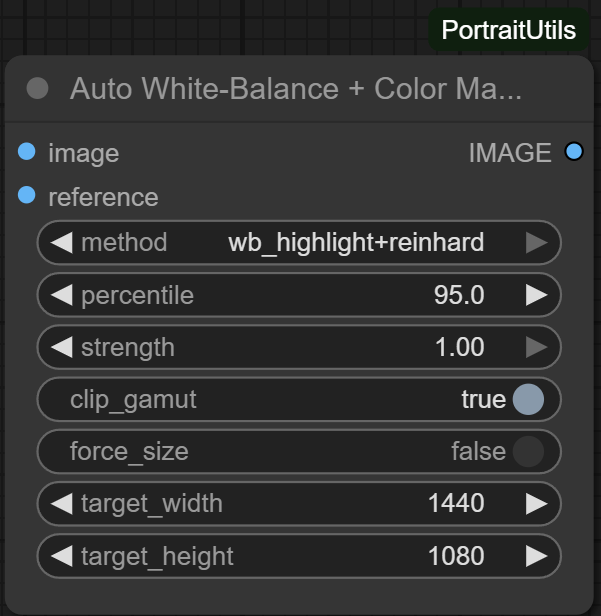 PortraitUtils
Auto White-Balance + Color Ma...
image IMAGE
reference
method wb_highlight+reinhard
percentile 95.0
strength 1.00
clip_gamut true
force_size false
target_width 1440
target_height 1080